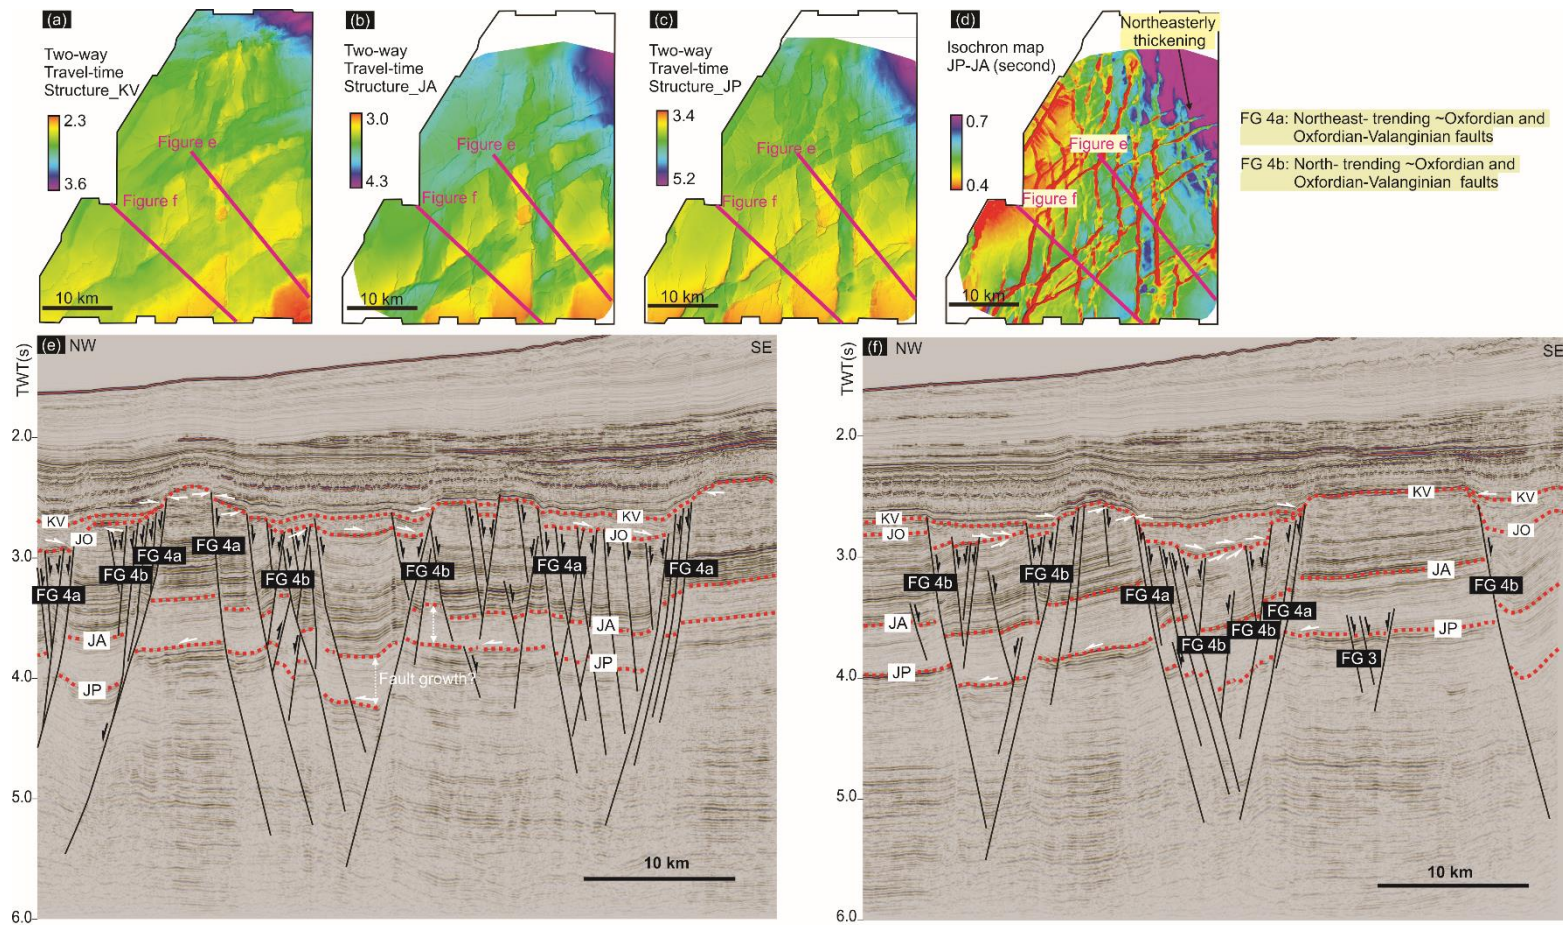 (a)
Two-way
Travel-time
Structure_KV
2.3
3.6
Figure e
Figure f
10 km
(b)
Two-way
Travel-time
Structure_JA
3.0
4.3
Figure e
Figure f
10 km
(c)
Two-way
Travel-time
Structure_JP
3.4
5.2
Figure e
Figure f
10 km
(d)
Isochron map
JP-JA (second)
Northeasterly
thickening
0.7
0.4
Figure e
Figure f
10 km
FG 4a: Northeast- trending ~Oxfordian and
Oxfordian-Valanginian faults
FG 4b: North- trending ~Oxfordian and
Oxfordian-Valanginian faults
(e) NW
SE
TWT(s)
2.0
3.0
4.0
5.0
6.0
KV
JO
KV
JO
FG 4a
FG 4a
FG 4b
FG 4a
FG 4b
FG 4b
FG 4a
FG 4a
JA
JA
JP
JP
Fault growth?
10 km
(f) NW
SE
TWT(s)
2.0
3.0
4.0
5.0
6.0
KV
JO
KV
KV
JO
FG 4b
FG 4b
FG 4a
FG 4a
FG 4b
FG 4b
FG 4b
JA
JA
JP
JP
FG 3
10 km